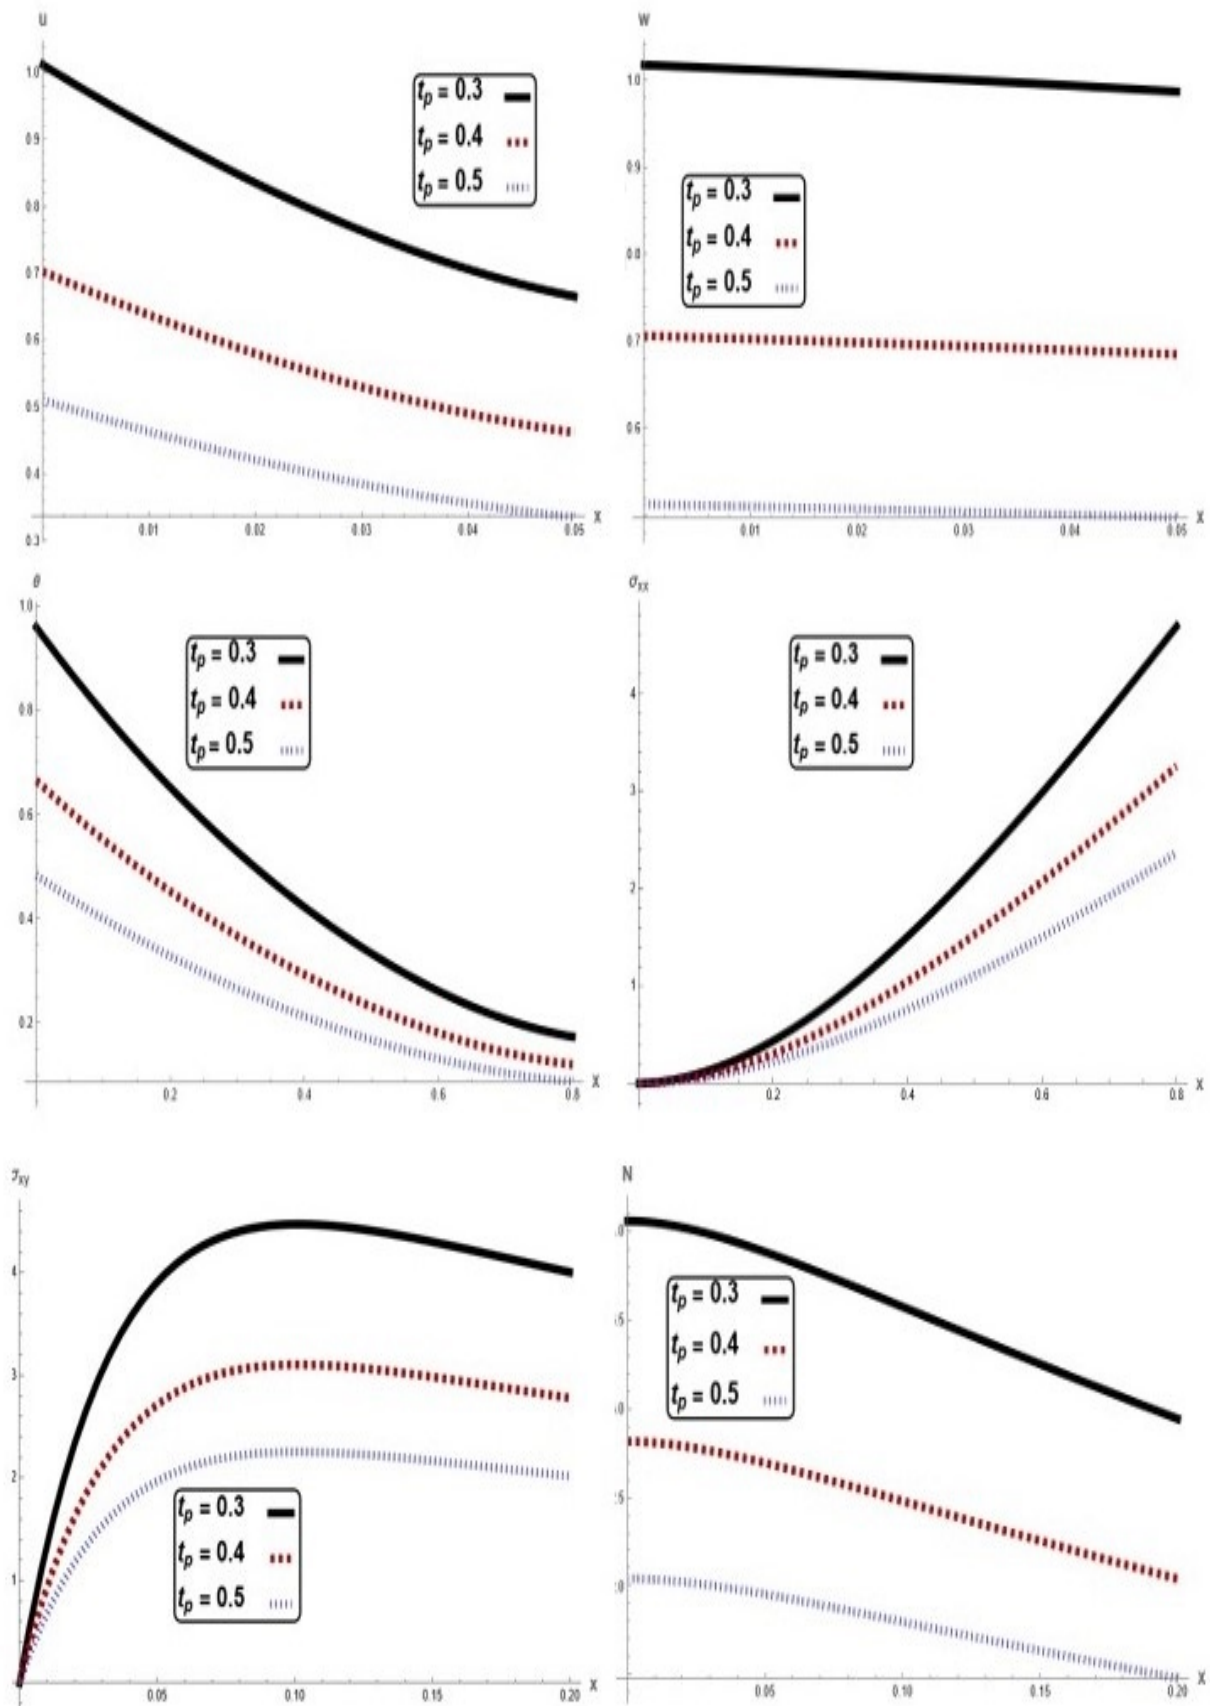 U
1.0
0.9
0.8
0.7
0.6
0.5
0.4
0.3
0.01 0.02 0.03 0.04 0.05 X
t_p = 0.3
t_p = 0.4
t_p = 0.5
W
1.0
0.9
0.8
0.7
0.6
0.01 0.02 0.03 0.04 0.05 X
t_p = 0.3
t_p = 0.4
t_p = 0.5
θ
1.0
0.8
0.6
0.4
0.2
0.2 0.4 0.6 0.8 X
t_p = 0.3
t_p = 0.4
t_p = 0.5
σ_xx
4
3
2
1
0.2 0.4 0.6 0.8 X
t_p = 0.3
t_p = 0.4
t_p = 0.5
σ_xy
4
3
2
1
0.05 0.10 0.15 0.20 X
t_p = 0.3
t_p = 0.4
t_p = 0.5
N
.0
.5
.0
.5
.0
0.05 0.10 0.15 0.20 X
t_p = 0.3
t_p = 0.4
t_p = 0.5